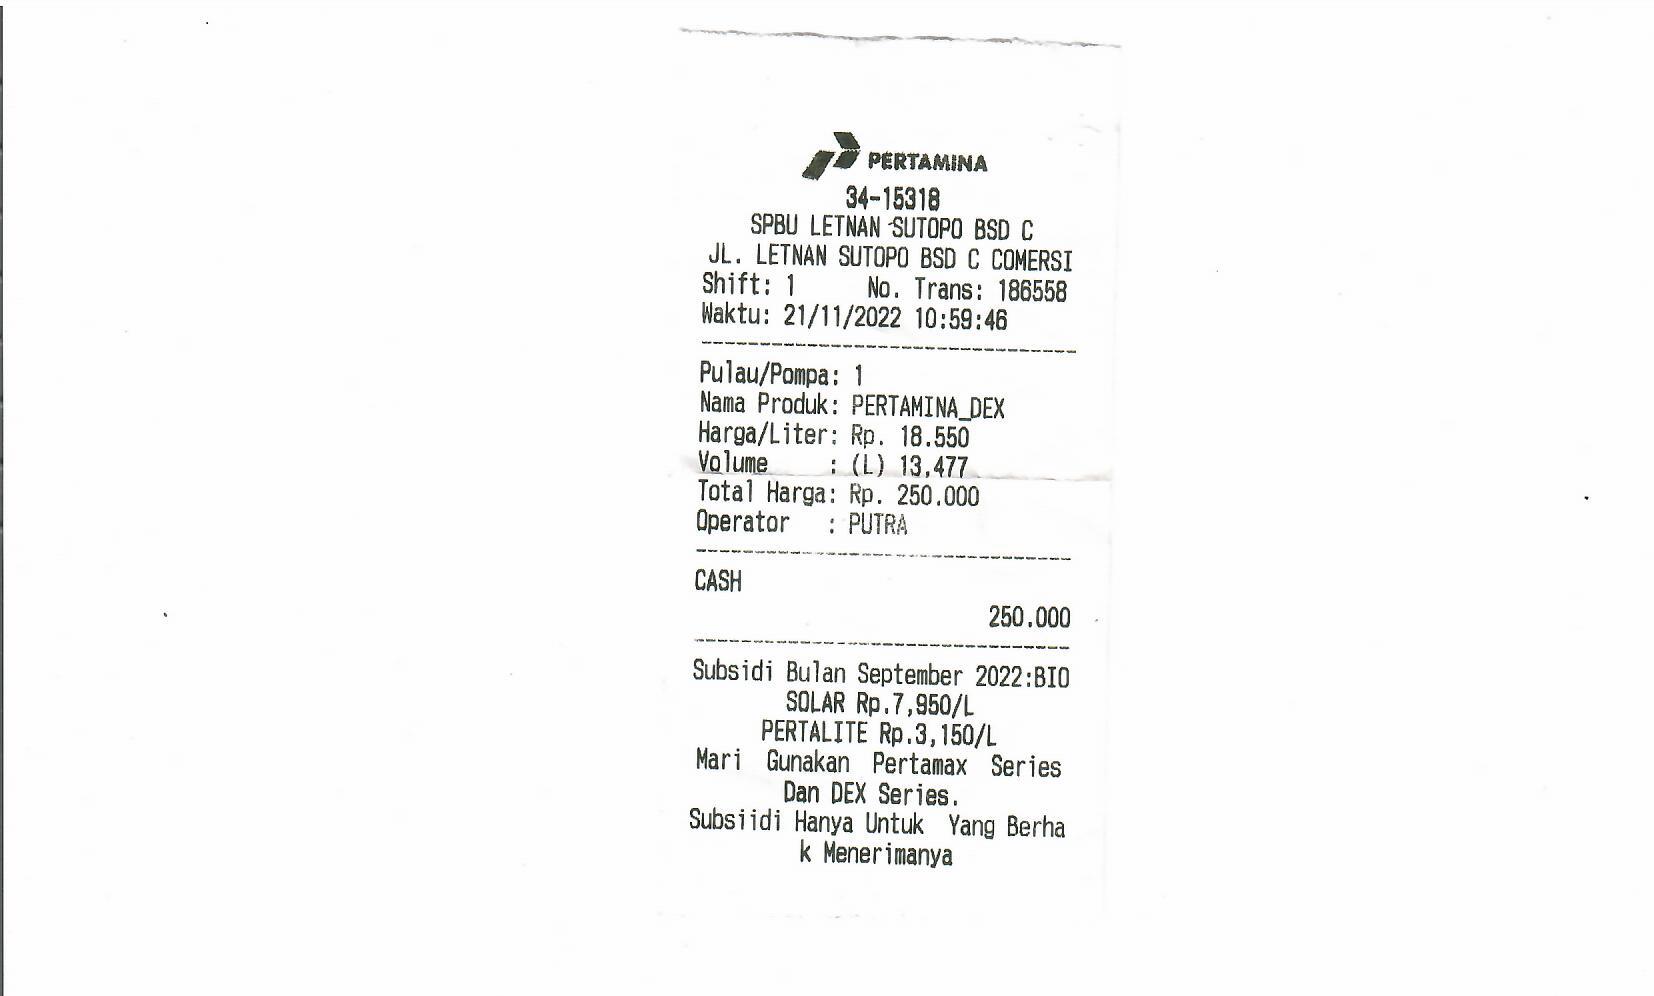 PERTAMINA
34-15318
SPBU LETNAN SUTOPO BSD C
JL. LETNAN SUTOPO BSD C COMERSI
Shift: 1 No. Trans: 186558
Waktu: 21/11/2022 10:59:46
--------------------------------
Pulau/Pompa: 1
Nama Produk: PERTAMINA_DEX
Harga/Liter: Rp. 18.550
Volume : (L) 13,477
Total Harga: Rp. 250.000
Operator : PUTRA
--------------------------------
CASH
250.000
--------------------------------
Subsidi Bulan September 2022:BIO
SOLAR Rp.7,950/L
PERTALITE Rp.3,150/L
Mari Gunakan Pertamax Series
Dan DEX Series.
Subsiidi Hanya Untuk Yang Berha
k Menerimanya